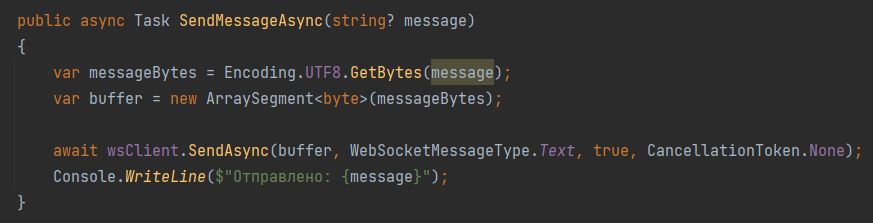 public async Task SendMessageAsync(string? message)
{
    var messageBytes = Encoding.UTF8.GetBytes(message);
    var buffer = new ArraySegment<byte>(messageBytes);
    await wsClient.SendAsync(buffer, WebSocketMessageType.Text, true, CancellationToken.None);
    Console.WriteLine($"Отправлено: {message}");
}